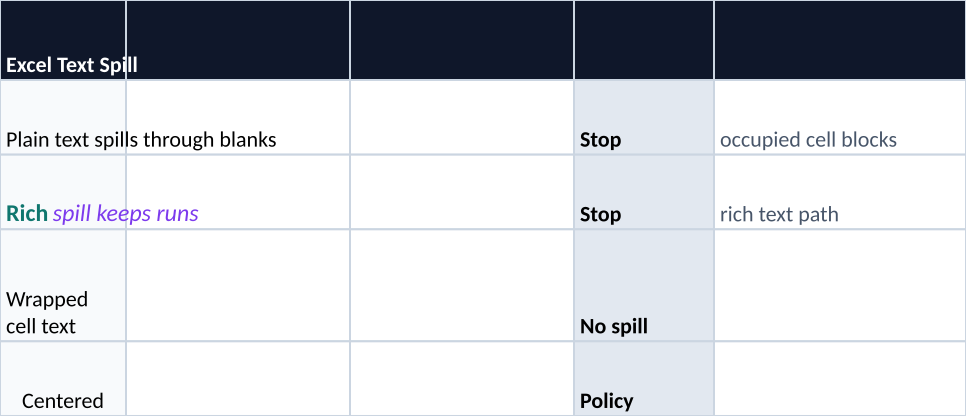 Excel Text Spill
Plain text spills through blanks Stop occupied cell blocks
Rich spill keeps runs Stop rich text path
Wrapped
cell text No spill
Centered Policy